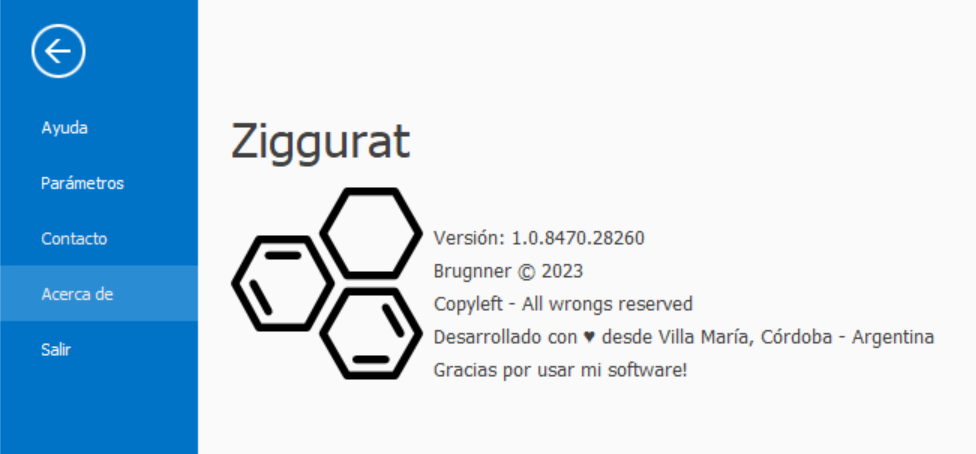 Ayuda
Parámetros
Contacto
Acerca de
Salir
Ziggurat
Versión: 1.0.8470.28260
Brugnner © 2023
Copyleft - All wrongs reserved
Desarrollado con ♥ desde Villa María, Córdoba - Argentina
Gracias por usar mi software!